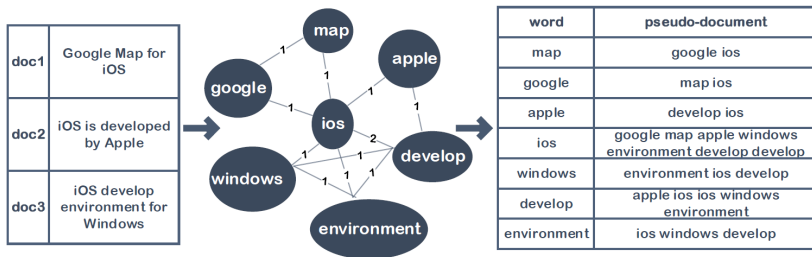 doc1
Google Map for
iOS
doc2
iOS is developed
by Apple
doc3
iOS develop
environment for
Windows
map
apple
google
ios
develop
windows
environment
1
1
1
1
1
2
1
1
1
1
1
word
pseudo-document
map
google ios
google
map ios
apple
develop ios
ios
google map apple windows
environment develop develop
windows
environment ios develop
develop
apple ios ios windows
environment
environment
ios windows develop